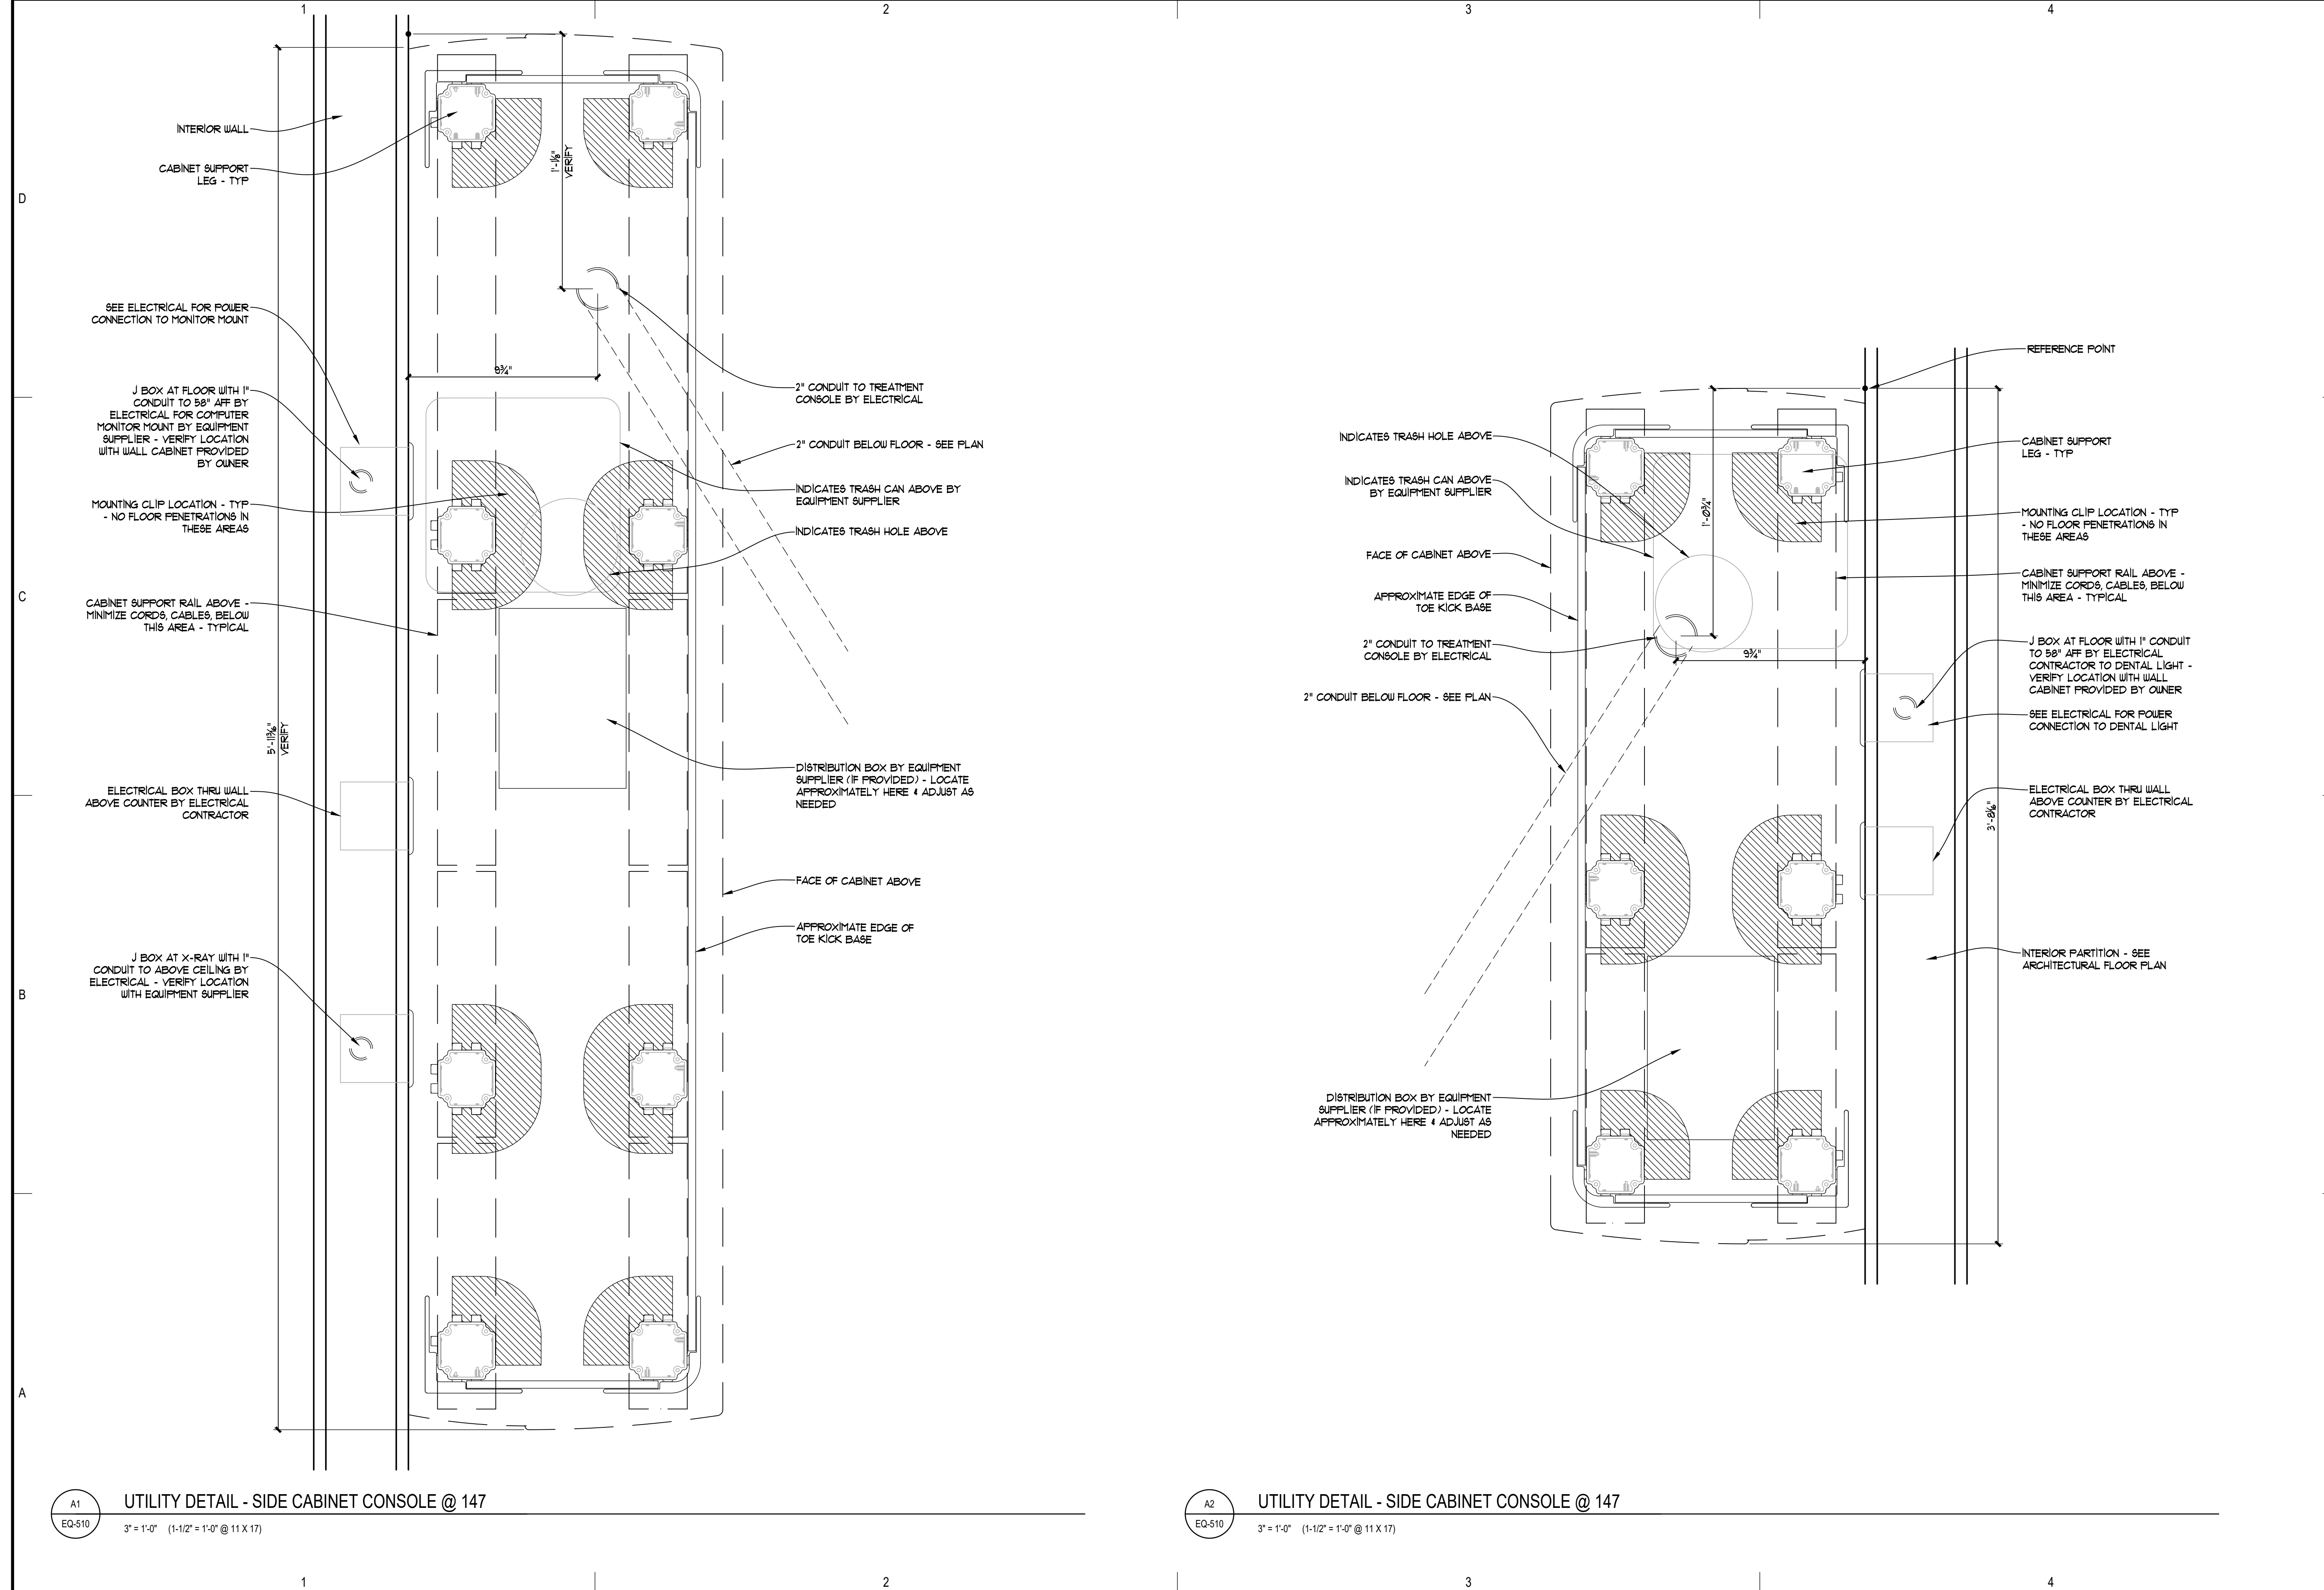 1
2
3
4
D
C
B
A
INTERIOR WALL
CABINET SUPPORT
LEG - TYP
SEE ELECTRICAL FOR POWER
CONNECTION TO MONITOR MOUNT
J BOX AT FLOOR WITH 1"
CONDUIT TO 58" AFF BY
ELECTRICAL FOR COMPUTER
MONITOR MOUNT BY EQUIPMENT
SUPPLIER - VERIFY LOCATION
WITH WALL CABINET PROVIDED
BY OWNER
MOUNTING CLIP LOCATION - TYP
- NO FLOOR PENETRATIONS IN
THESE AREAS
CABINET SUPPORT RAIL ABOVE -
MINIMIZE CORDS, CABLES, BELOW
THIS AREA - TYPICAL
5'-11 3/16"
VERIFY
ELECTRICAL BOX THRU WALL
ABOVE COUNTER BY ELECTRICAL
CONTRACTOR
J BOX AT X-RAY WITH 1"
CONDUIT TO ABOVE CEILING BY
ELECTRICAL - VERIFY LOCATION
WITH EQUIPMENT SUPPLIER
VERIFY
9¾"
2" CONDUIT TO TREATMENT
CONSOLE BY ELECTRICAL
2" CONDUIT BELOW FLOOR - SEE PLAN
INDICATES TRASH CAN ABOVE BY
EQUIPMENT SUPPLIER
INDICATES TRASH HOLE ABOVE
DISTRIBUTION BOX BY EQUIPMENT
SUPPLIER (IF PROVIDED) - LOCATE
APPROXIMATELY HERE & ADJUST AS
NEEDED
FACE OF CABINET ABOVE
APPROXIMATE EDGE OF
TOE KICK BASE
INDICATES TRASH HOLE ABOVE
INDICATES TRASH CAN ABOVE
BY EQUIPMENT SUPPLIER
FACE OF CABINET ABOVE
APPROXIMATE EDGE OF
TOE KICK BASE
2" CONDUIT TO TREATMENT
CONSOLE BY ELECTRICAL
2" CONDUIT BELOW FLOOR - SEE PLAN
DISTRIBUTION BOX BY EQUIPMENT
SUPPLIER (IF PROVIDED) - LOCATE
APPROXIMATELY HERE & ADJUST AS
NEEDED
1'-0¾"
9¾"
REFERENCE POINT
CABINET SUPPORT
LEG - TYP
MOUNTING CLIP LOCATION - TYP
- NO FLOOR PENETRATIONS IN
THESE AREAS
CABINET SUPPORT RAIL ABOVE -
MINIMIZE CORDS, CABLES, BELOW
THIS AREA - TYPICAL
J BOX AT FLOOR WITH 1" CONDUIT
TO 58" AFF BY ELECTRICAL
CONTRACTOR TO DENTAL LIGHT -
VERIFY LOCATION WITH WALL
CABINET PROVIDED BY OWNER
SEE ELECTRICAL FOR POWER
CONNECTION TO DENTAL LIGHT
3'-8 1/16"
ELECTRICAL BOX THRU WALL
ABOVE COUNTER BY ELECTRICAL
CONTRACTOR
INTERIOR PARTITION - SEE
ARCHITECTURAL FLOOR PLAN
A1
EQ-510
UTILITY DETAIL - SIDE CABINET CONSOLE @ 147
3" = 1'-0" (1-1/2" = 1'-0" @ 11 X 17)
A2
EQ-510
UTILITY DETAIL - SIDE CABINET CONSOLE @ 147
3" = 1'-0" (1-1/2" = 1'-0" @ 11 X 17)
1
2
3
4